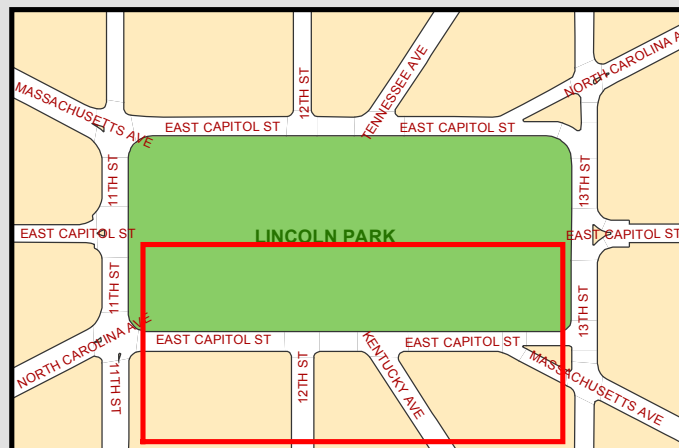 MASSACHUSETTS AVE
12TH ST
TENNESSEE AVE
NORTH CAROLINA A
EAST CAPITOL ST
EAST CAPITOL ST
11TH ST
13TH ST
EAST CAPITOL ST
LINCOLN PARK
EAST CAPITOL ST
11TH ST
13TH ST
NORTH CAROLINA AVE
EAST CAPITOL ST
EAST CAPITOL ST
11TH ST
12TH ST
KENTUCKY AVE
MASSACHUSETTS AVE